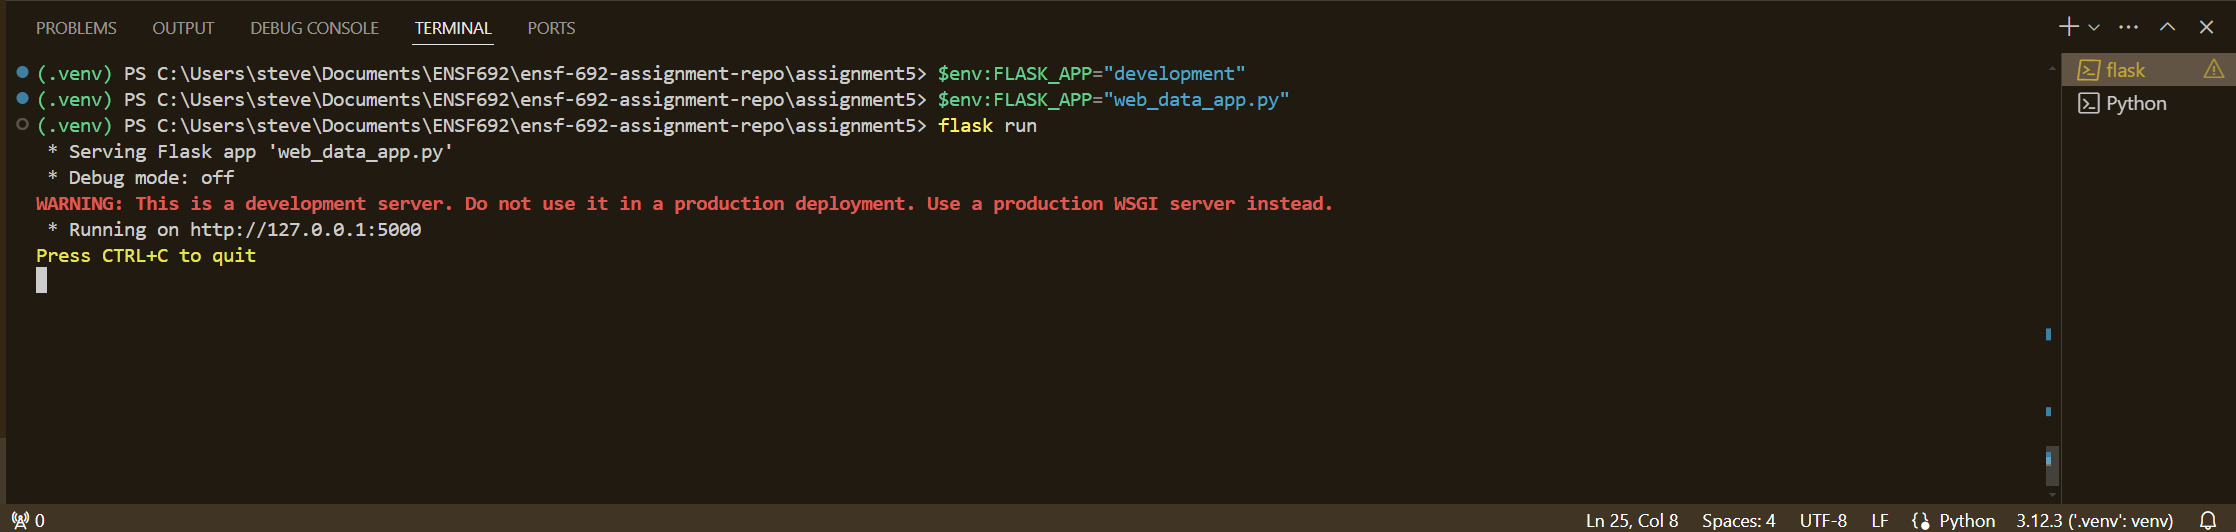 PROBLEMS OUTPUT DEBUG CONSOLE TERMINAL PORTS
(.venv) PS C:\Users\steve\Documents\ENSF692\ensf-692-assignment-repo\assignment5> $env:FLASK_APP="development"
(.venv) PS C:\Users\steve\Documents\ENSF692\ensf-692-assignment-repo\assignment5> $env:FLASK_APP="web_data_app.py"
(.venv) PS C:\Users\steve\Documents\ENSF692\ensf-692-assignment-repo\assignment5> flask run
 * Serving Flask app 'web_data_app.py'
 * Debug mode: off
WARNING: This is a development server. Do not use it in a production deployment. Use a production WSGI server instead.
 * Running on http://127.0.0.1:5000
Press CTRL+C to quit
flask
Python
0 Ln 25, Col 8 Spaces: 4 UTF-8 LF Python 3.12.3 ('.venv': venv)